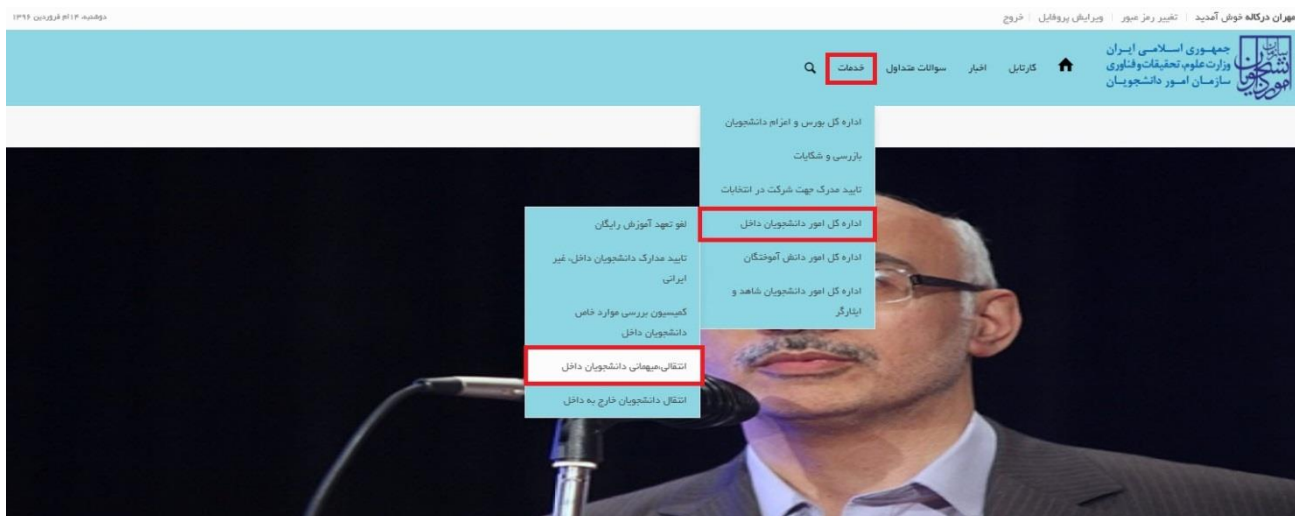 مهران درکاله خوش آمدید | تغییر رمز عبور | ویرایش پروفایل | خروج
دوشنبه، ۱۴ ام فروردین ۱۳۹۶
جمهوری اسلامی ایران
وزارت علوم، تحقیقات و فناوری
سازمان امور دانشجویان
کارتابل اخبار سوالات متداول خدمات
اداره کل بورس و اعزام دانشجویان
بازرسی و شکایات
تایید مدرک جهت شرکت در انتخابات
اداره کل امور دانشجویان داخل
اداره کل امور دانش آموختگان
اداره کل امور دانشجویان شاهد و
ایثارگر
لغو تعهد آموزش رایگان
تایید مدارک دانشجویان داخل، غیر
ایرانی
کمیسیون بررسی موارد خاص
دانشجویان داخل
انتقالی،میهمانی دانشجویان داخل
انتقال دانشجویان خارج به داخل